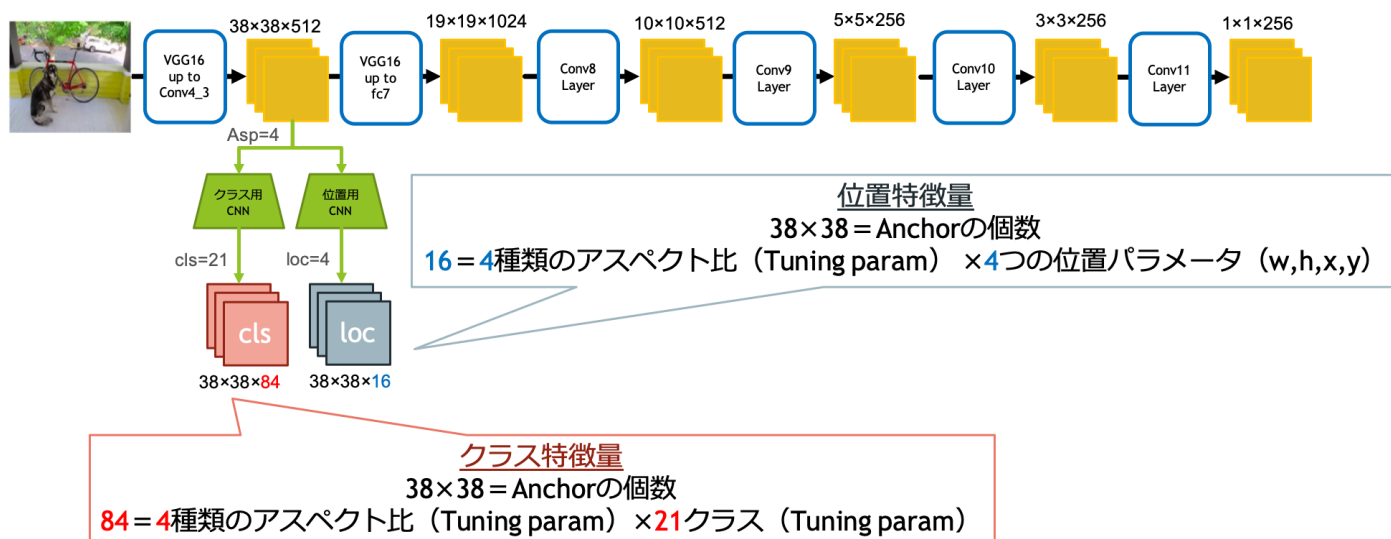 38×38×512
19×19×1024
10×10×512
5×5×256
3×3×256
1×1×256
VGG16
up to
Conv4_3
VGG16
up to
fc7
Conv8
Layer
Conv9
Layer
Conv10
Layer
Conv11
Layer
Asp=4
クラス用
CNN
位置用
CNN
cls=21
loc=4
cls
loc
38×38×84
38×38×16
位置特徴量
38×38＝Anchorの個数
16＝4種類のアスペクト比（Tuning param）×4つの位置パラメータ（w,h,x,y）
クラス特徴量
38×38＝Anchorの個数
84＝4種類のアスペクト比（Tuning param）×21クラス（Tuning param）